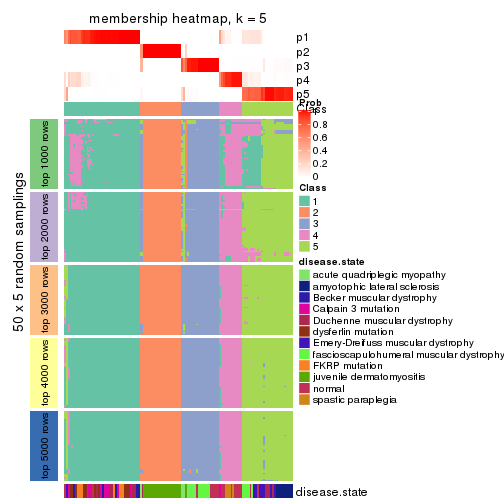 membership heatmap, k = 5
p1
p2
p3
p4
p5
Class
Prob
1
0.8
0.6
0.4
0.2
0
Class
1
2
3
4
5
disease.state
acute quadriplegic myopathy
amyotophic lateral sclerosis
Becker muscular dystrophy
Calpain 3 mutation
Duchenne muscular dystrophy
dysferlin mutation
Emery-Dreifuss muscular dystrophy
fascioscapulohumeral muscular dystrophy
FKRP mutation
juvenile dermatomyositis
normal
spastic paraplegia
50 x 5 random samplings
top 1000 rows
top 2000 rows
top 3000 rows
top 4000 rows
top 5000 rows
disease.state